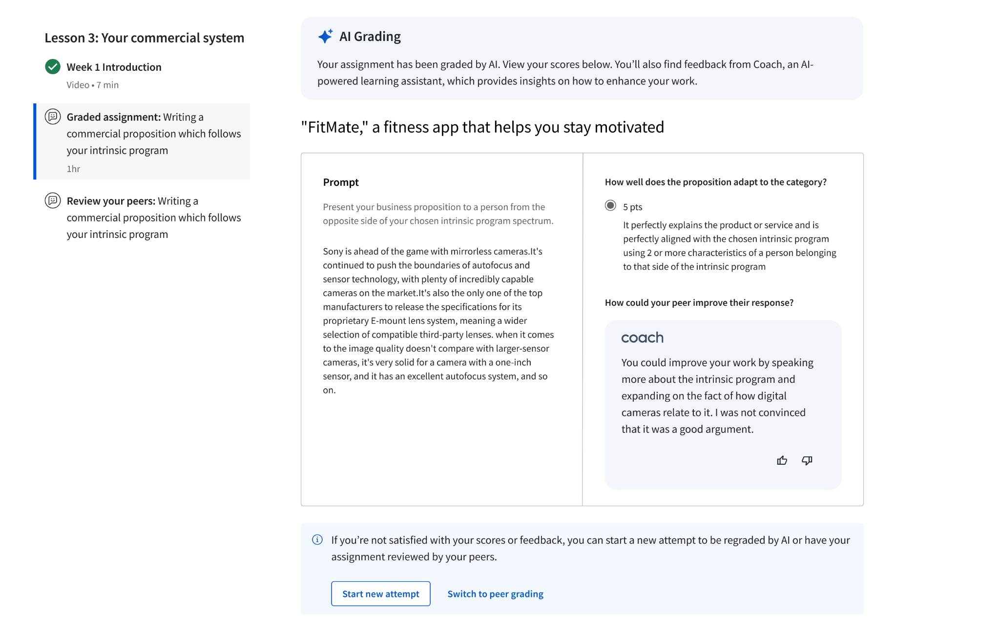 Lesson 3: Your commercial system
Week 1 Introduction
Video • 7 min
Graded assignment: Writing a
commercial proposition which follows
your intrinsic program
1hr
Review your peers: Writing a
commercial proposition which follows
your intrinsic program
AI Grading
Your assignment has been graded by AI. View your scores below. You’ll also find feedback from Coach, an AI-
powered learning assistant, which provides insights on how to enhance your work.
"FitMate," a fitness app that helps you stay motivated
Prompt
Present your business proposition to a person from the
opposite side of your chosen intrinsic program spectrum.
Sony is ahead of the game with mirrorless cameras.It's
continued to push the boundaries of autofocus and
sensor technology, with plenty of incredibly capable
cameras on the market.It's also the only one of the top
manufacturers to release the specifications for its
proprietary E-mount lens system, meaning a wider
selection of compatible third-party lenses. when it comes
to the image quality doesn't compare with larger-sensor
cameras, it's very solid for a camera with a one-inch
sensor, and it has an excellent autofocus system, and so
on.
How well does the proposition adapt to the category?
5 pts
It perfectly explains the product or service and is
perfectly aligned with the chosen intrinsic program
using 2 or more characteristics of a person belonging
to that side of the intrinsic program
How could your peer improve their response?
coach
You could improve your work by speaking
more about the intrinsic program and
expanding on the fact of how digital
cameras relate to it. I was not convinced
that it was a good argument.
If you’re not satisfied with your scores or feedback, you can start a new attempt to be regraded by AI or have your
assignment reviewed by your peers.
Start new attempt
Switch to peer grading